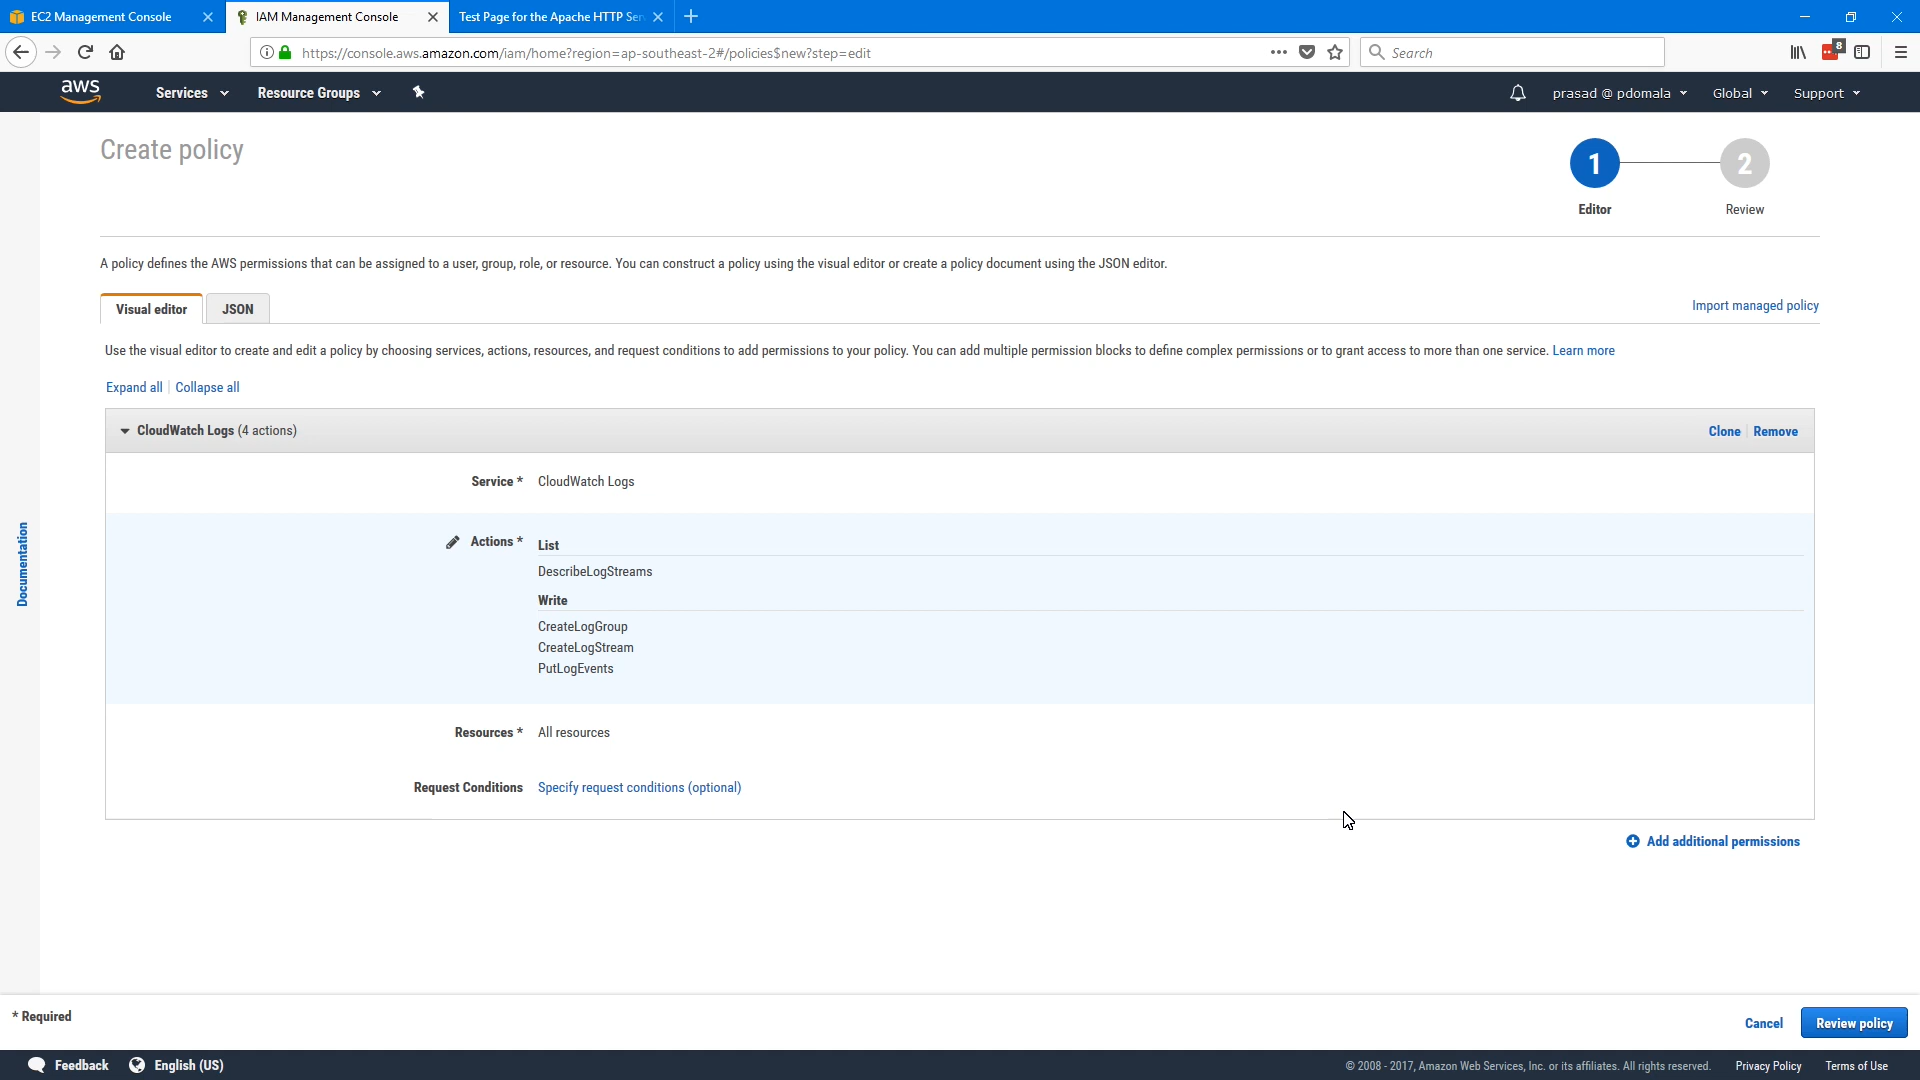 EC2 Management Console
IAM Management Console
Test Page for the Apache HTTP Ser
https://console.aws.amazon.com/iam/home?region=ap-southeast-2#/policies$new?step=edit
Search
8
aws
Services
Resource Groups
prasad @ pdomala
Global
Support
Create policy
1
2
Editor
Review
A policy defines the AWS permissions that can be assigned to a user, group, role, or resource. You can construct a policy using the visual editor or create a policy document using the JSON editor.
Visual editor
JSON
Import managed policy
Use the visual editor to create and edit a policy by choosing services, actions, resources, and request conditions to add permissions to your policy. You can add multiple permission blocks to define complex permissions or to grant access to more than one service. Learn more
Expand all | Collapse all
CloudWatch Logs (4 actions)
Clone | Remove
Service * CloudWatch Logs
Actions * List
DescribeLogStreams
Write
CreateLogGroup
CreateLogStream
PutLogEvents
Resources * All resources
Request Conditions Specify request conditions (optional)
Add additional permissions
Documentation
* Required
Cancel
Review policy
Feedback
English (US)
© 2008 - 2017, Amazon Web Services, Inc. or its affiliates. All rights reserved.
Privacy Policy
Terms of Use